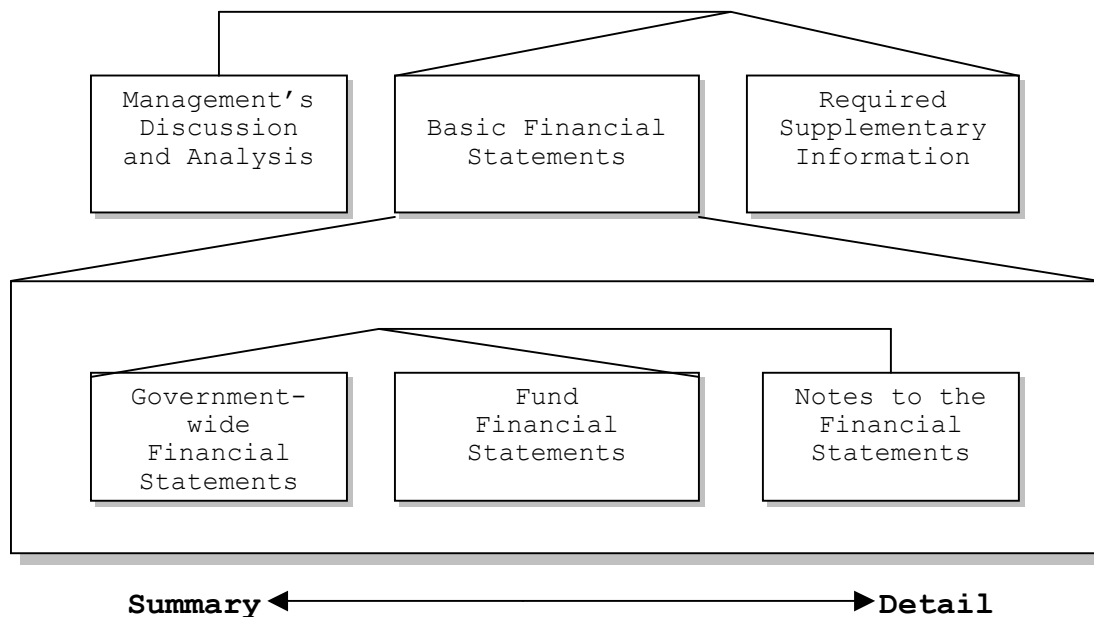 Management’s
Discussion
and Analysis
Basic Financial
Statements
Required
Supplementary
Information
Government-
wide
Financial
Statements
Fund
Financial
Statements
Notes to the
Financial
Statements
Summary
Detail